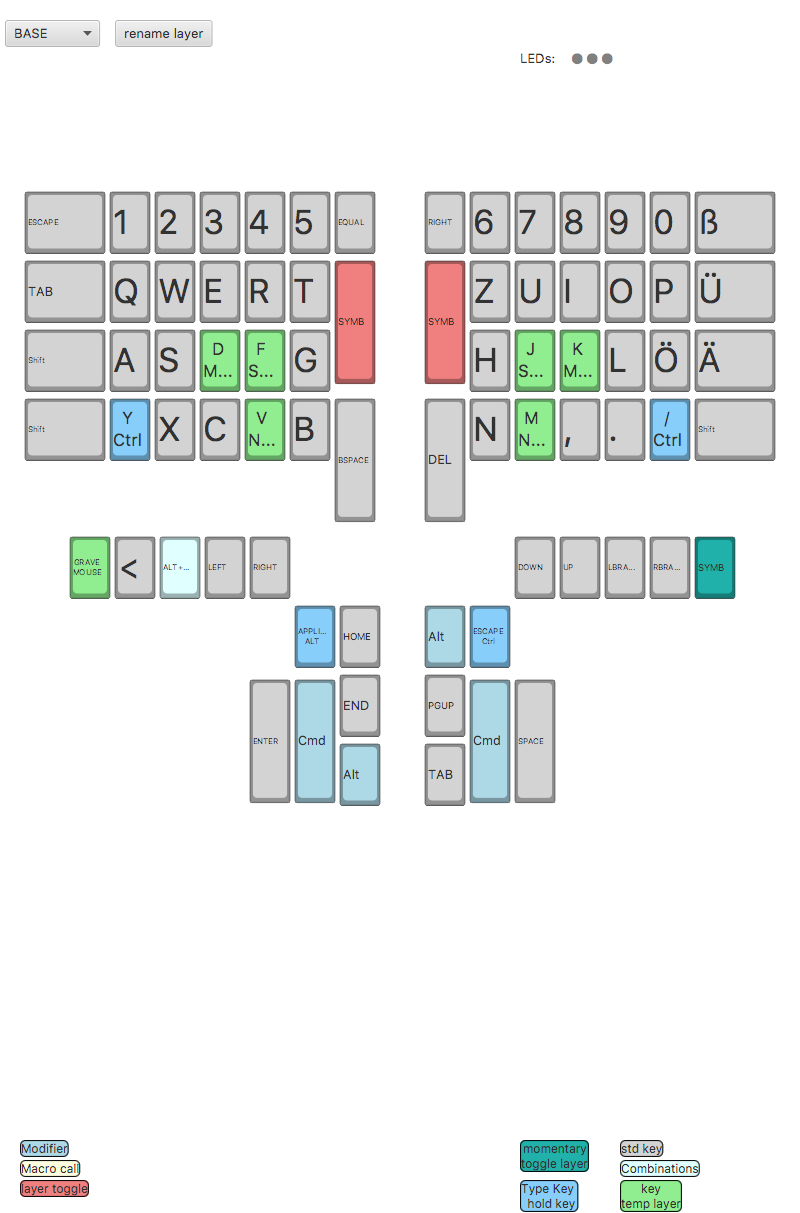 BASE rename layer
LEDs:
ESCAPE 1 2 3 4 5 EQUAL RIGHT 6 7 8 9 0 ß
TAB Q W E R T SYMB SYMB Z U I O P Ü
Shift A S D M... F S... G H J S... K M... L Ö Ä
Shift Y Ctrl X C V N... B BSPACE DEL N M N... , . / Ctrl Shift
GRAVE MOUSE < ALT+... LEFT RIGHT DOWN UP LBRA... RBRA... SYMB
APPLI... ALT HOME Alt ESCAPE Ctrl
END PGUP
ENTER Cmd Cmd SPACE
Alt TAB
Modifier
Macro call
layer toggle
momentary
toggle layer
std key
Combinations
Type Key
hold key
key
temp layer